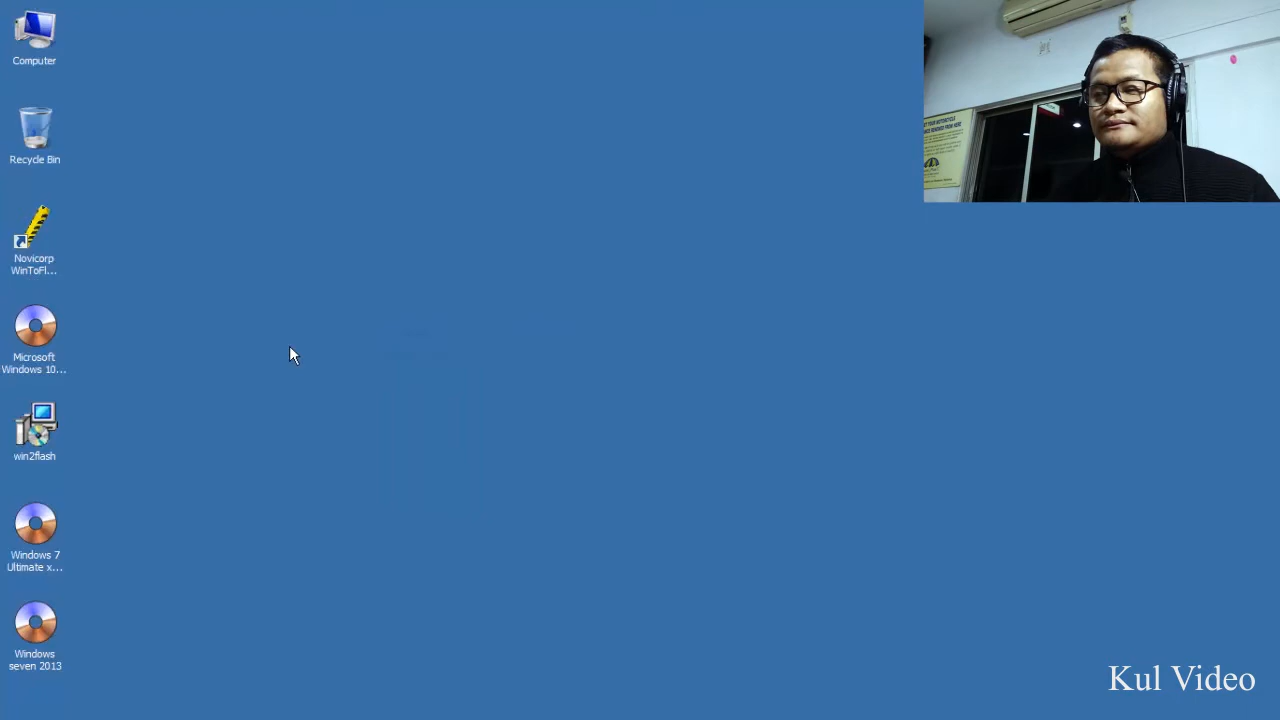 Computer
Recycle Bin
Novicorp
WinToFl...
Microsoft
Windows 10...
win2flash
Windows 7
Ultimate x...
Windows
seven 2013
Kul Video